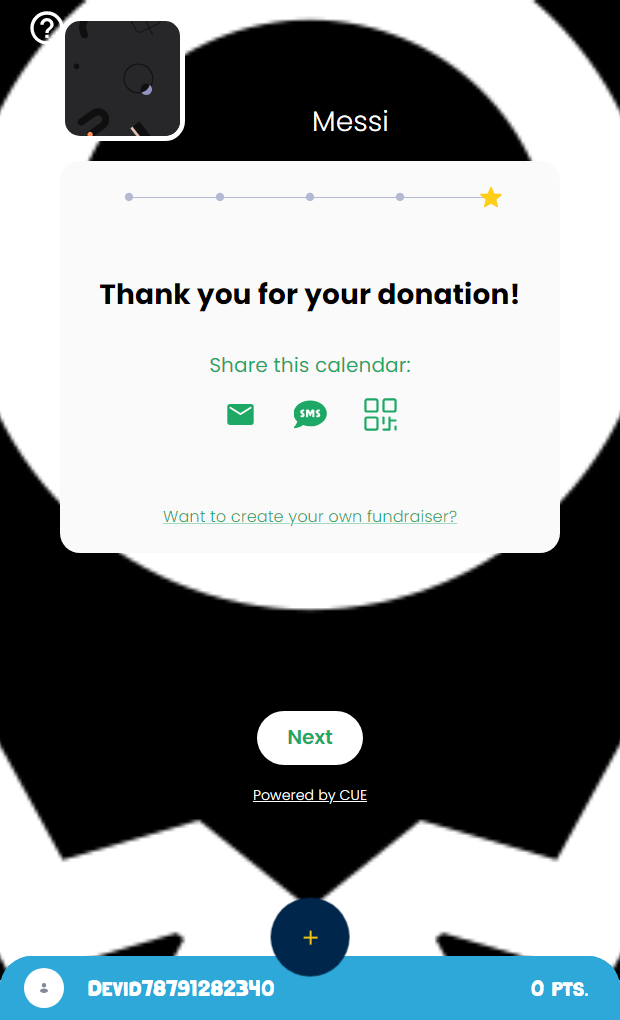 Messi
Thank you for your donation!
Share this calendar:
SMS
Want to create your own fundraiser?
Next
Powered by CUE
+
Devid78791282340
0 pts.